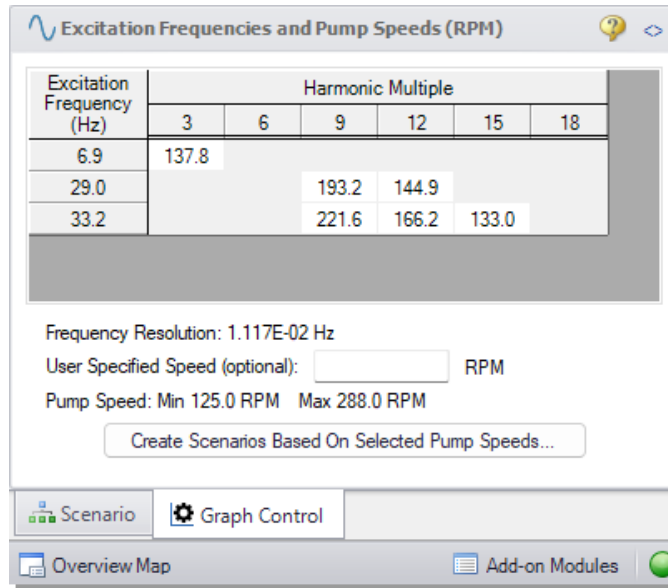 Excitation Frequencies and Pump Speeds (RPM)
Excitation Frequency (Hz) Harmonic Multiple
3 6 9 12 15 18
6.9 137.8
29.0 193.2 144.9
33.2 221.6 166.2 133.0
Frequency Resolution: 1.117E-02 Hz
User Specified Speed (optional): RPM
Pump Speed: Min 125.0 RPM Max 288.0 RPM
Create Scenarios Based On Selected Pump Speeds...
Scenario Graph Control
Overview Map Add-on Modules